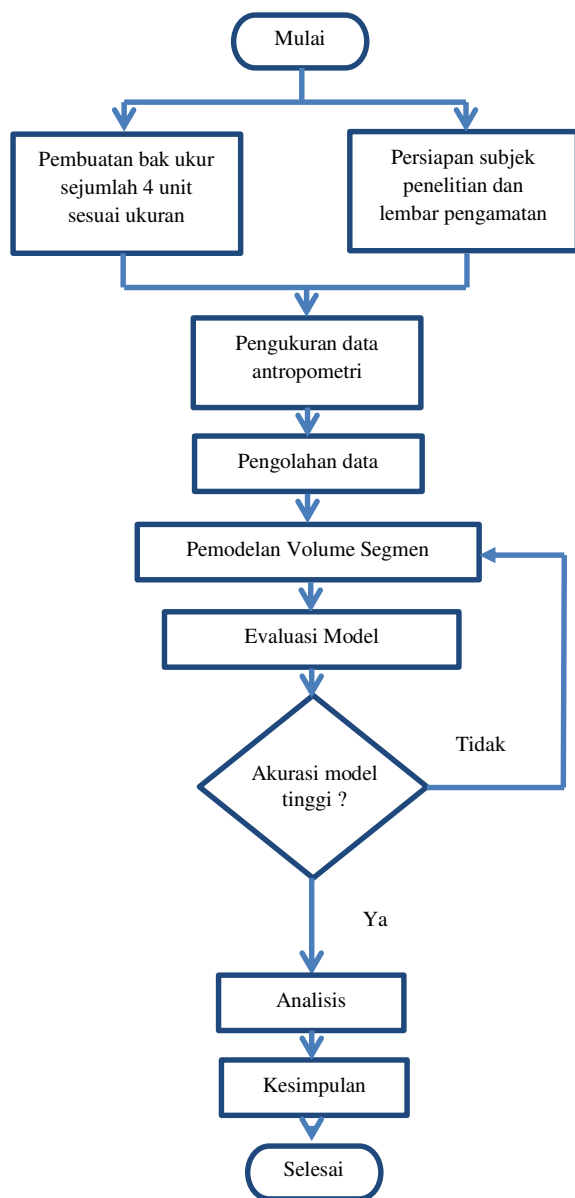 Mulai
Pembuatan bak ukur
sejumlah 4 unit
sesuai ukuran
Persiapan subjek
penelitian dan
lembar pengamatan
Pengukuran data
antropometri
Pengolahan data
Pemodelan Volume Segmen
Evaluasi Model
Akurasi model
tinggi ?
Tidak
Ya
Analisis
Kesimpulan
Selesai